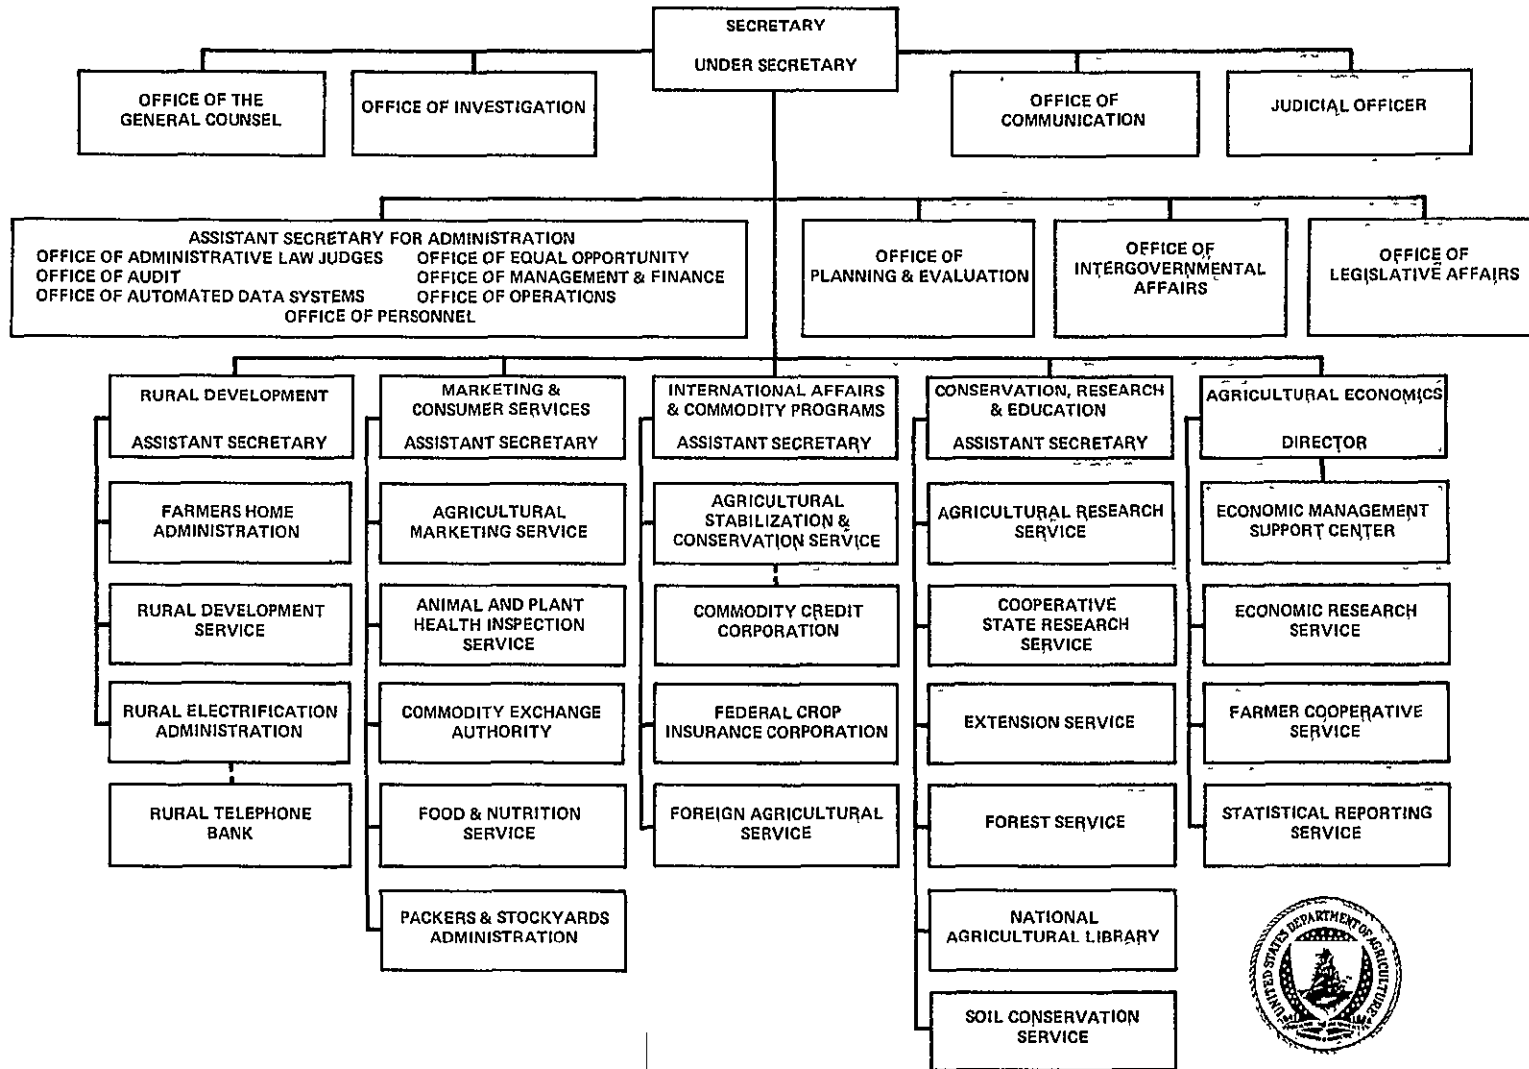 SECRETARY
UNDER SECRETARY
OFFICE OF THE
GENERAL COUNSEL
OFFICE OF INVESTIGATION
OFFICE OF
COMMUNICATION
JUDICIAL OFFICER
ASSISTANT SECRETARY FOR ADMINISTRATION
OFFICE OF ADMINISTRATIVE LAW JUDGES OFFICE OF EQUAL OPPORTUNITY
OFFICE OF AUDIT OFFICE OF MANAGEMENT & FINANCE
OFFICE OF AUTOMATED DATA SYSTEMS OFFICE OF OPERATIONS
OFFICE OF PERSONNEL
OFFICE OF
PLANNING & EVALUATION
OFFICE OF
INTERGOVERNMENTAL
AFFAIRS
OFFICE OF
LEGISLATIVE AFFAIRS
RURAL DEVELOPMENT
ASSISTANT SECRETARY
FARMERS HOME
ADMINISTRATION
RURAL DEVELOPMENT
SERVICE
RURAL ELECTRIFICATION
ADMINISTRATION
RURAL TELEPHONE
BANK
MARKETING &
CONSUMER SERVICES
ASSISTANT SECRETARY
AGRICULTURAL
MARKETING SERVICE
ANIMAL AND PLANT
HEALTH INSPECTION
SERVICE
COMMODITY EXCHANGE
AUTHORITY
FOOD & NUTRITION
SERVICE
PACKERS & STOCKYARDS
ADMINISTRATION
INTERNATIONAL AFFAIRS
& COMMODITY PROGRAMS
ASSISTANT SECRETARY
AGRICULTURAL
STABILIZATION &
CONSERVATION SERVICE
COMMODITY CREDIT
CORPORATION
FEDERAL CROP
INSURANCE CORPORATION
FOREIGN AGRICULTURAL
SERVICE
CONSERVATION, RESEARCH
& EDUCATION
ASSISTANT SECRETARY
AGRICULTURAL RESEARCH
SERVICE
COOPERATIVE
STATE RESEARCH
SERVICE
EXTENSION SERVICE
FOREST SERVICE
NATIONAL
AGRICULTURAL LIBRARY
SOIL CONSERVATION
SERVICE
AGRICULTURAL ECONOMICS
DIRECTOR
ECONOMIC MANAGEMENT
SUPPORT CENTER
ECONOMIC RESEARCH
SERVICE
FARMER COOPERATIVE
SERVICE
STATISTICAL REPORTING
SERVICE
UNITED STATES DEPARTMENT OF AGRICULTURE